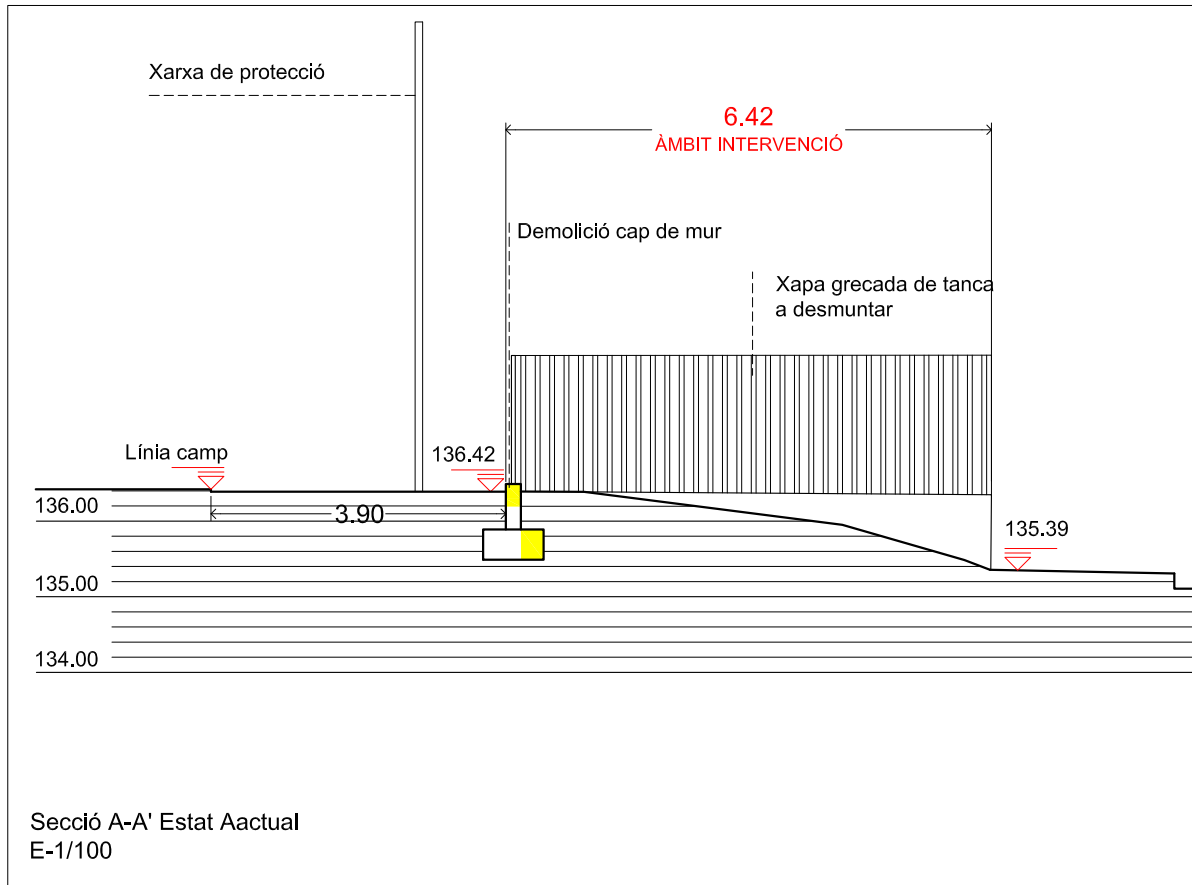 Xarxa de protecció
6.42
ÀMBIT INTERVENCIÓ
Demolició cap de mur
Xapa grecada de tanca
a desmuntar
Línia camp
136.42
136.00
3.90
135.39
135.00
134.00
Secció A-A' Estat Aactual
E-1/100